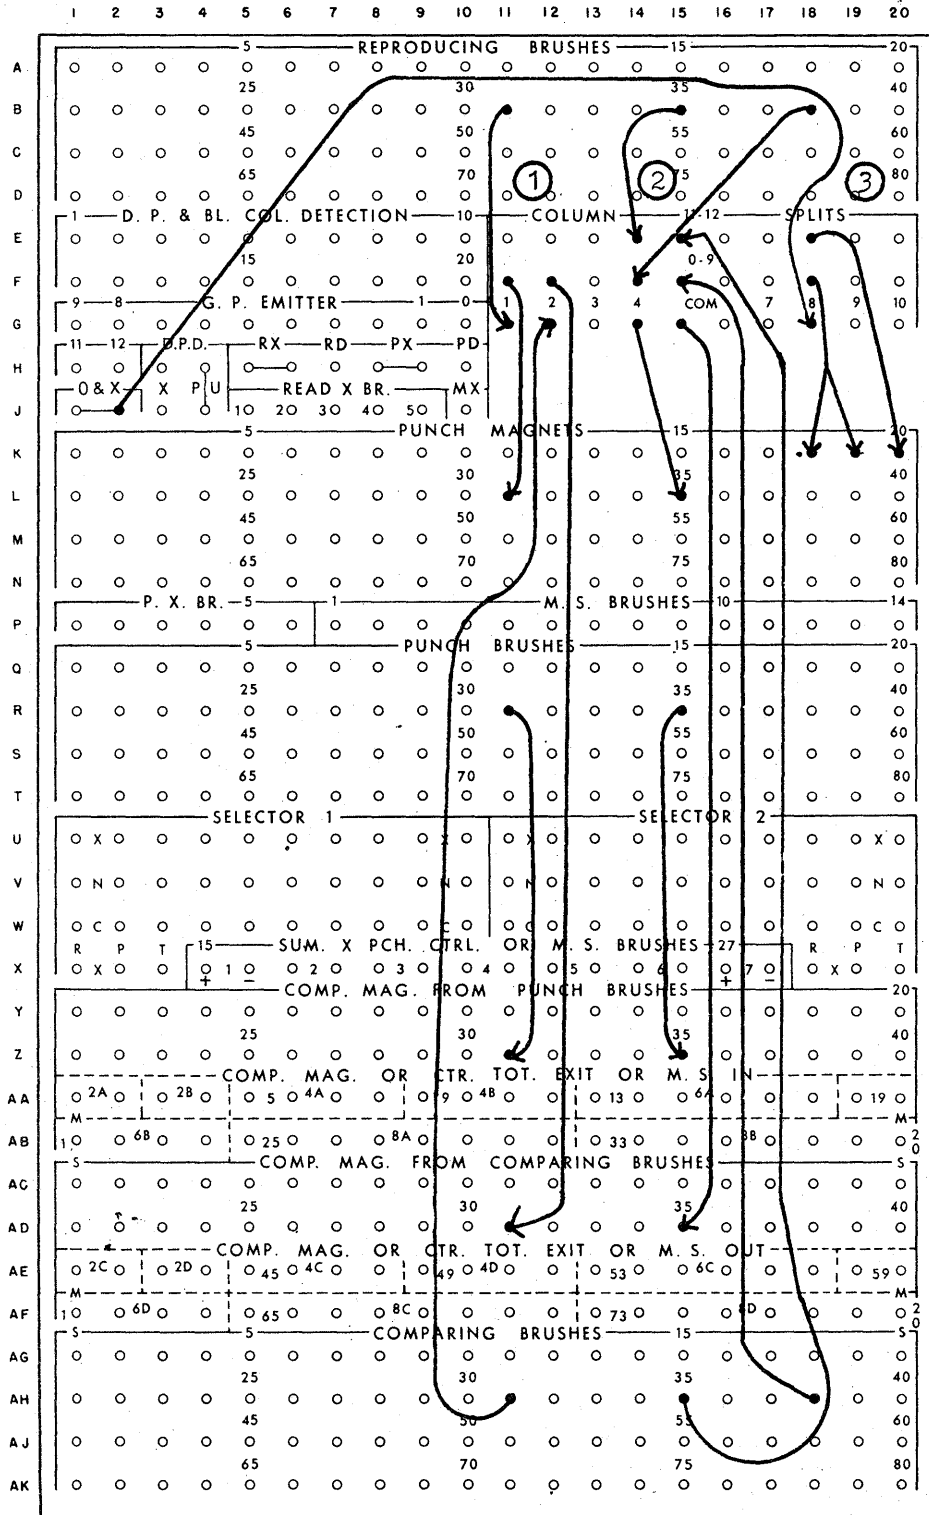 1 2 3 4 5 6 7 8 9 10 11 12 13 14 15 16 17 18 19 20
5 REPRODUCING BRUSHES 15 20
A
25 30 35 40
B
45 50 55 60
C
65 70 75 80
1 2 3
D
1 D. P. & BL. COL. DETECTION 10 COLUMN 11-12 SPLITS
E
15 20 0-9
F
9 8 G. P. EMITTER 1 0 1 2 3 4 COM 7 8 9 10
G
11 12 D.P.D. RX RD PX PD
H
O & X X P U READ X BR. MX
J 10 20 30 40 50
5 PUNCH MAGNETS 15 20
K
25 30 35 40
L
45 50 55 60
M
65 70 75 80
N
P. X. BR. 5 1 M. S. BRUSHES 10 14
P
5 PUNCH BRUSHES 15 20
Q
25 30 35 40
R
45 50 55 60
S
65 70 75 80
T
SELECTOR 1 SELECTOR 2
U X X X X
V N N N N
W C C C C
R P T 15 SUM. X PCH. CTRL. OR M. S. BRUSHES 27 R P T
X X 1 2 3 4 5 6 7 X
+ - + -
COMP. MAG. FROM PUNCH BRUSHES 20
Y
25 30 35 40
Z
COMP. MAG. OR CTR. TOT. EXIT OR M. S. IN
AA 2A 2B 5 4A 9 4B 13 6A 19
M M
AB 1 6B 25 8A 33 8B 20
S COMP. MAG. FROM COMPARING BRUSHES S
AC
25 30 35 40
AD
COMP. MAG. OR CTR. TOT. EXIT OR M. S. OUT
AE 2C 2D 45 4C 49 4D 53 6C 59
M M
AF 1 6D 65 8C 73 8D 20
S 5 COMPARING BRUSHES 15 S
AG
25 30 35 40
AH
45 50 55 60
AJ
65 70 75 80
AK